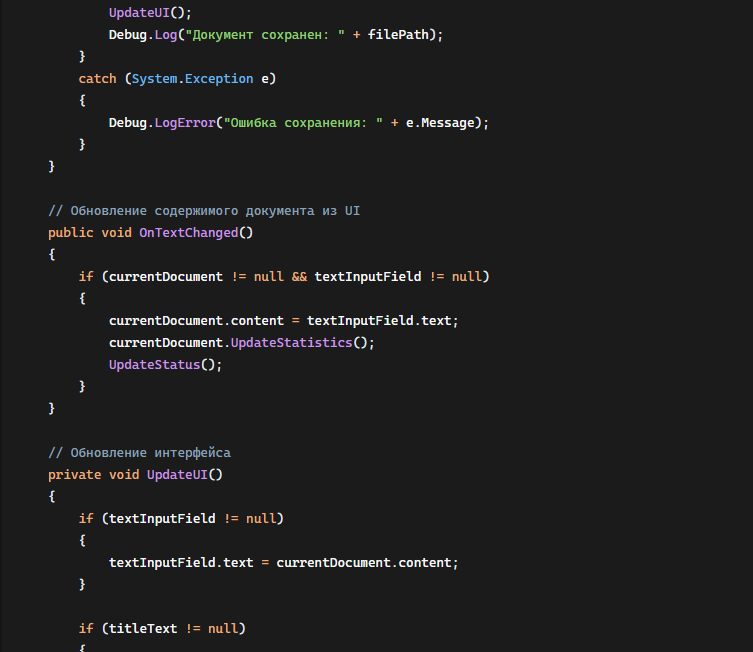 UpdateUI();
Debug.Log("Документ сохранен: " + filePath);
}
catch (System.Exception e)
{
Debug.LogError("Ошибка сохранения: " + e.Message);
}
}
// Обновление содержимого документа из UI
public void OnTextChanged()
{
if (currentDocument != null && textInputField != null)
{
currentDocument.content = textInputField.text;
currentDocument.UpdateStatistics();
UpdateStatus();
}
}
// Обновление интерфейса
private void UpdateUI()
{
if (textInputField != null)
{
textInputField.text = currentDocument.content;
}
if (titleText != null)
{